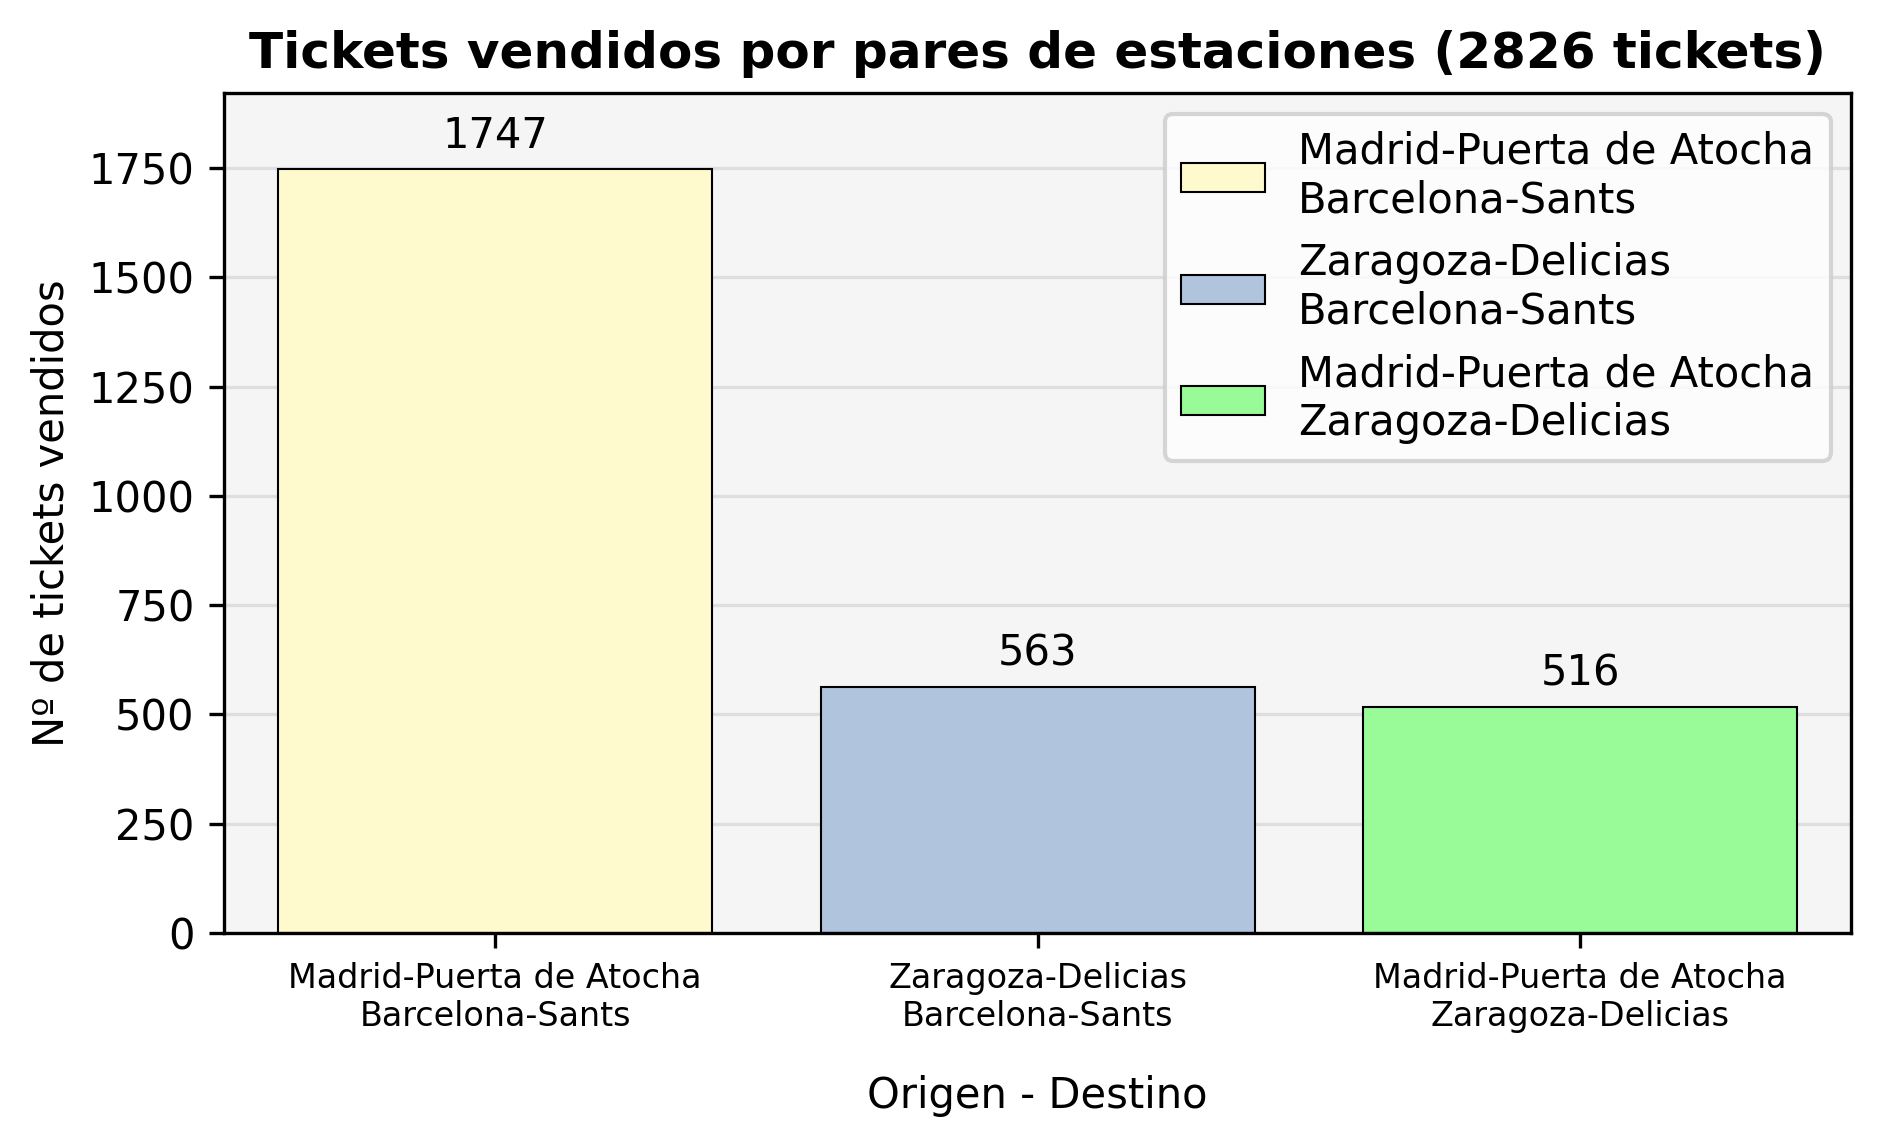 Tickets vendidos por pares de estaciones (2826 tickets)
Nº de tickets vendidos
1750
1500
1250
1000
750
500
250
0
1747
563
516
Madrid-Puerta de Atocha
Barcelona-Sants
Zaragoza-Delicias
Barcelona-Sants
Madrid-Puerta de Atocha
Zaragoza-Delicias
Madrid-Puerta de Atocha
Barcelona-Sants
Zaragoza-Delicias
Barcelona-Sants
Madrid-Puerta de Atocha
Zaragoza-Delicias
Origen - Destino